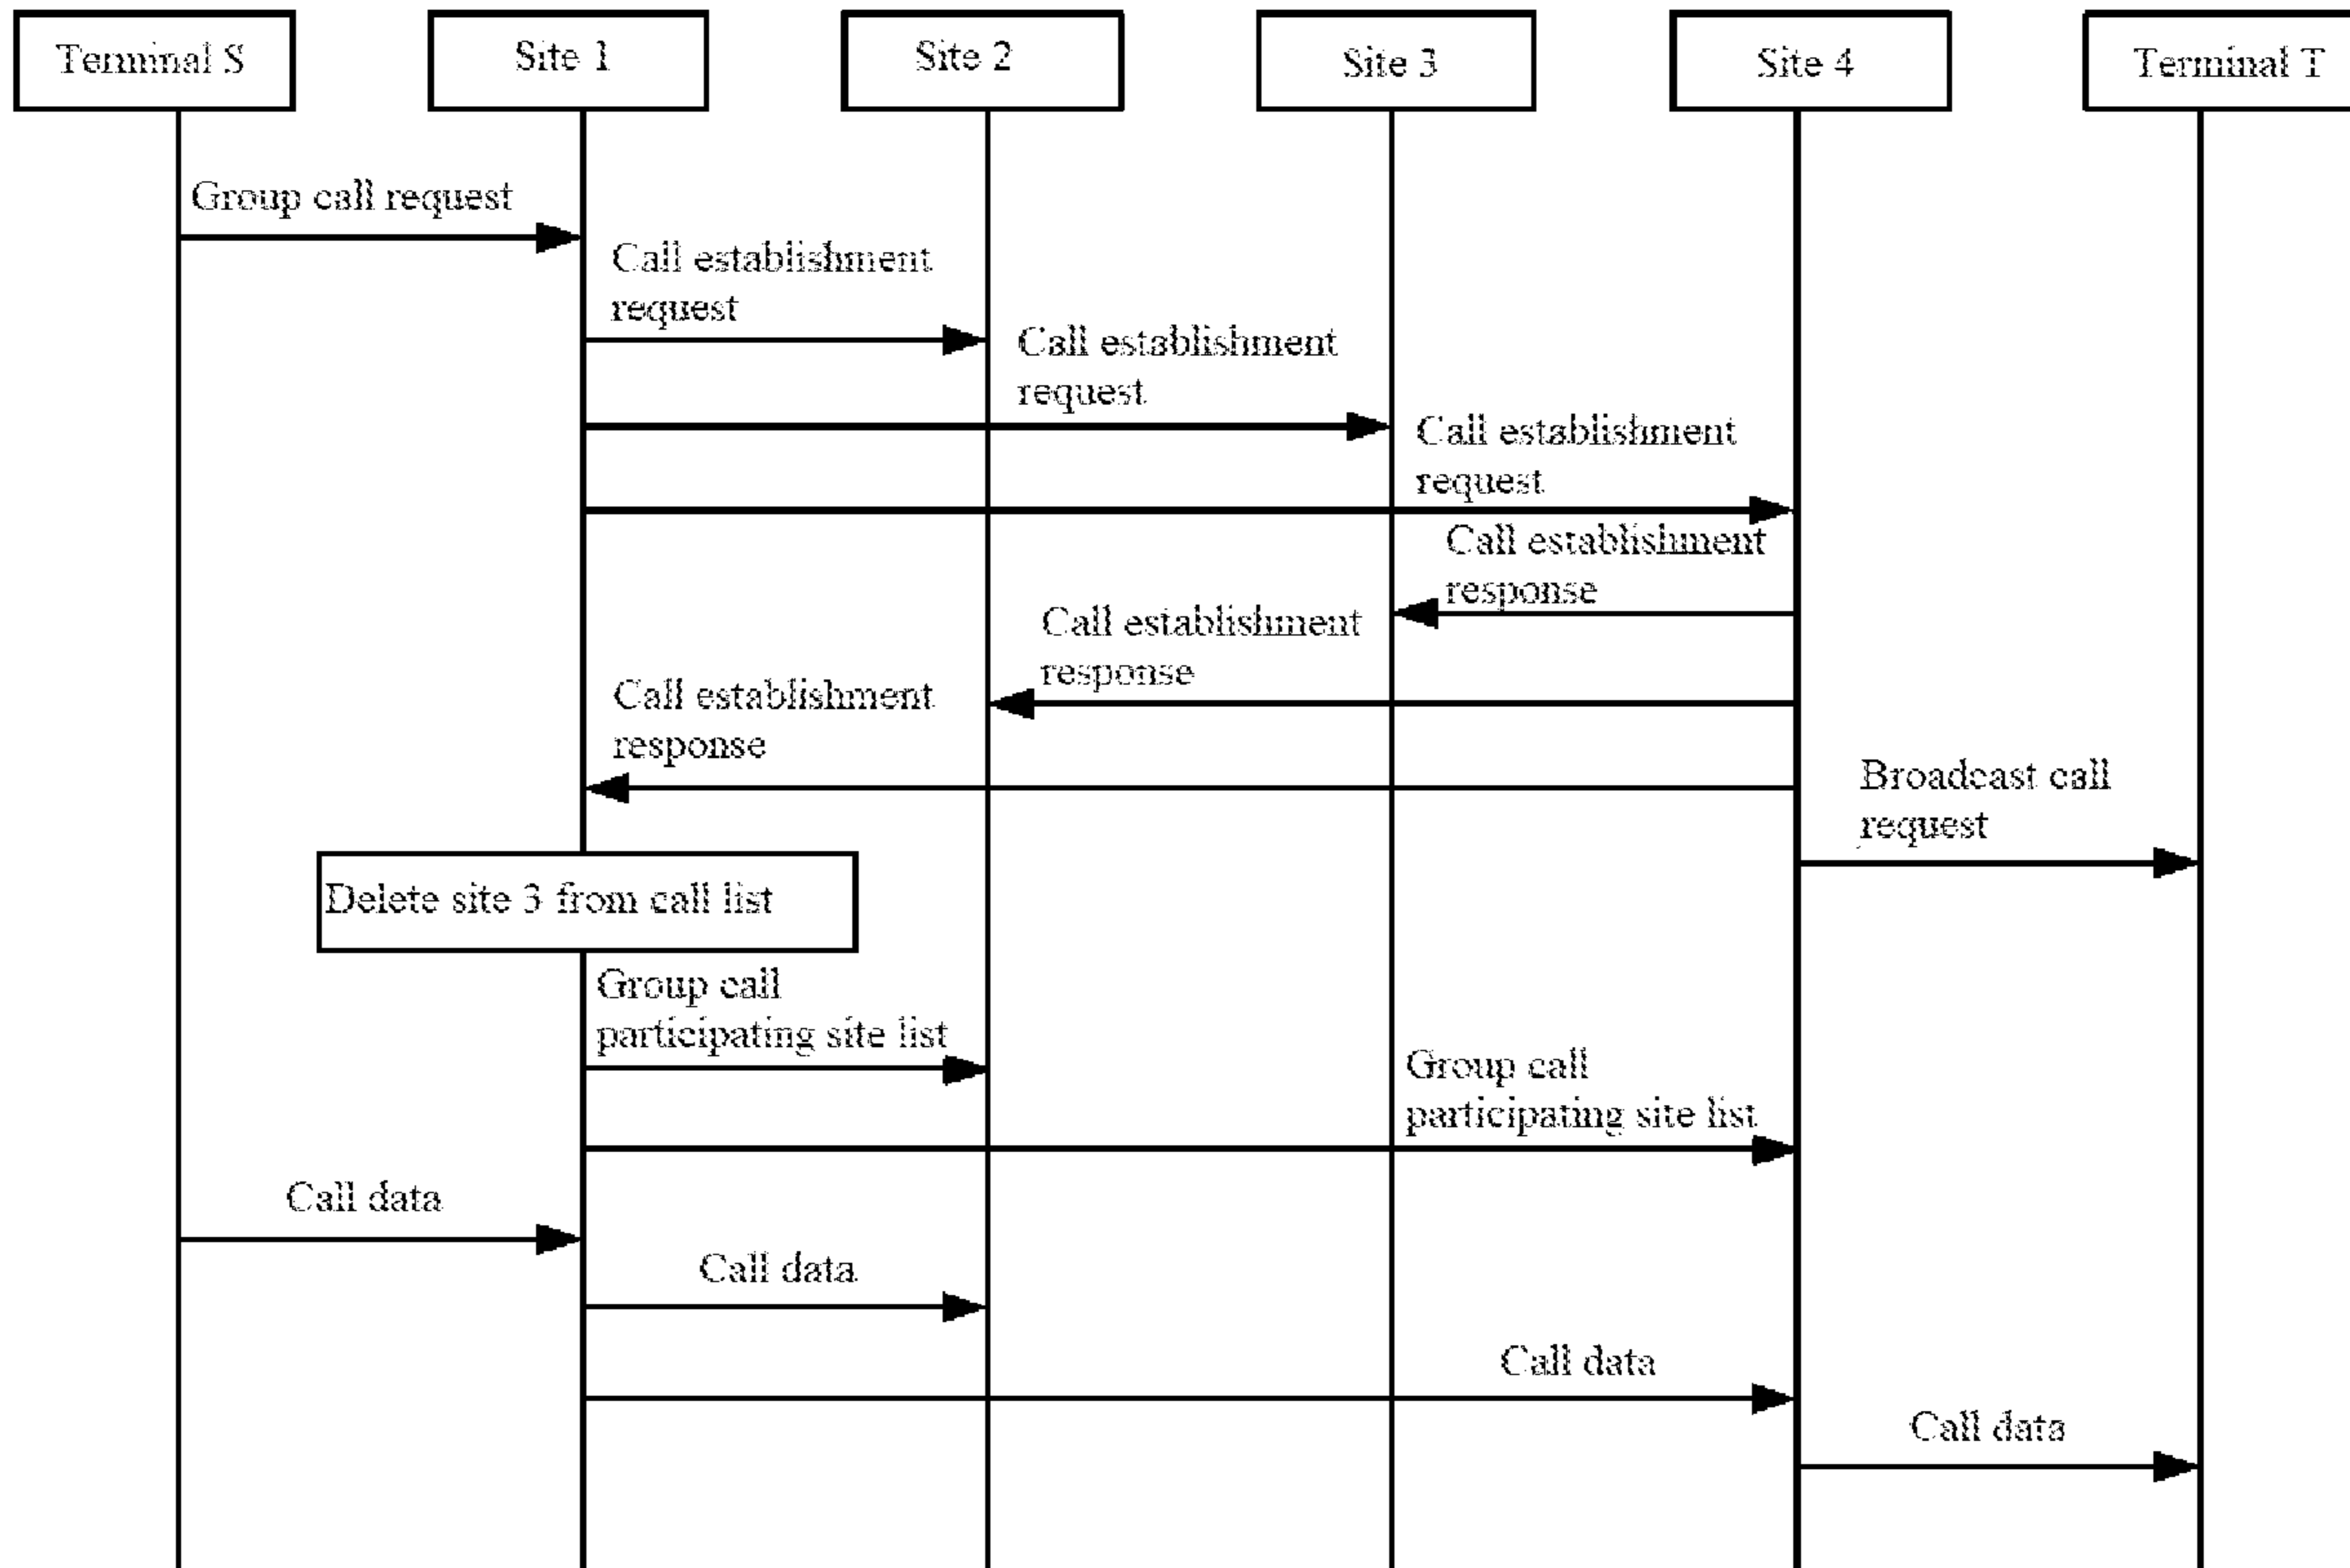 Terminal S
Site 1
Site 2
Site 3
Site 4
Terminal T
Group call request
Call establishment
request
Call establishment
request
Call establishment
request
Call establishment
response
Call establishment
response
Call establishment
response
Broadcast call
request
Delete site 3 from call list
Group call
participating site list
Group call
participating site list
Call data
Call data
Call data
Call data